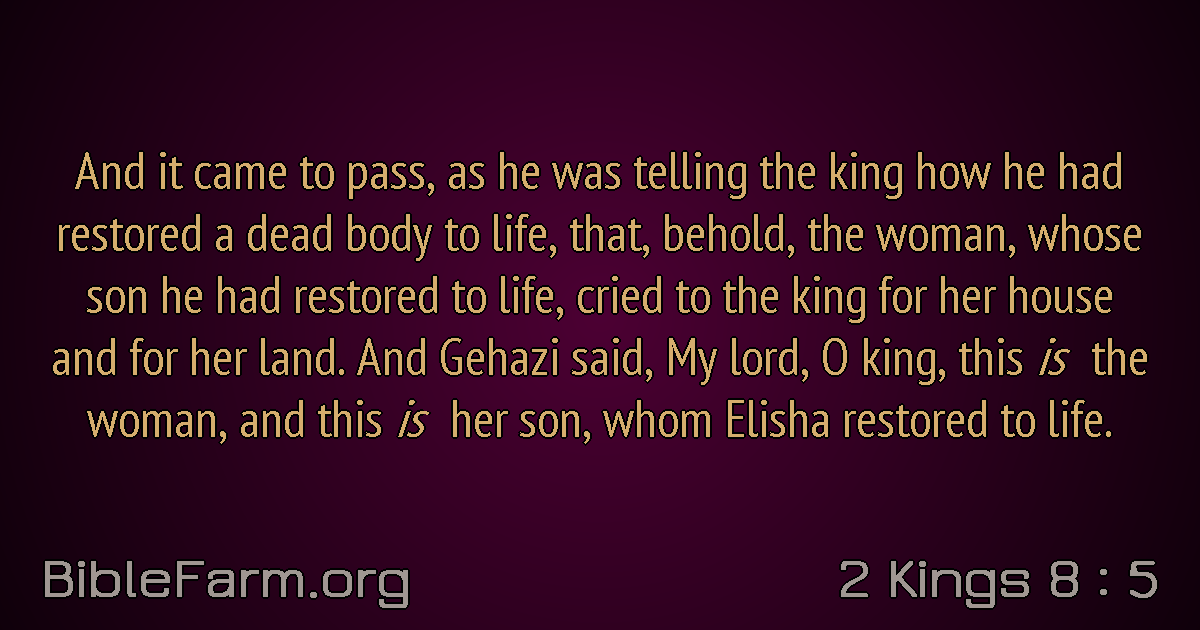 And it came to pass, as he was telling the king how he had
restored a dead body to life, that, behold, the woman, whose
son he had restored to life, cried to the king for her house
and for her land. And Gehazi said, My lord, O king, this is the
woman, and this is her son, whom Elisha restored to life.
BibleFarm.org
2 Kings 8 : 5